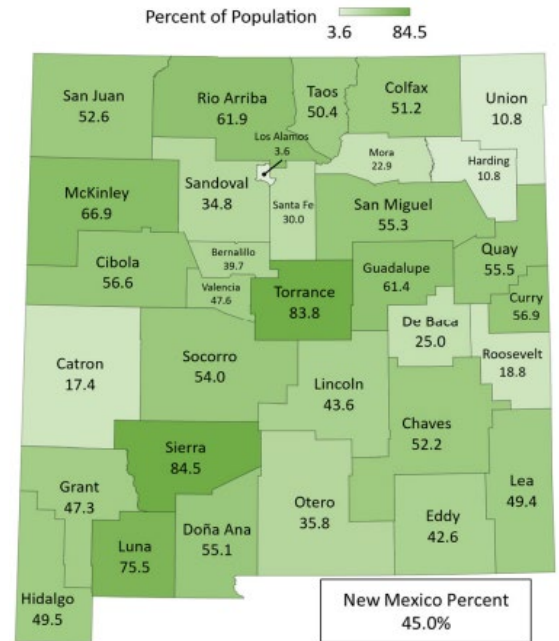 Percent of Population
3.6 84.5
San Juan
52.6
Rio Arriba
61.9
Taos
50.4
Colfax
51.2
Union
10.8
Los Alamos
3.6
Mora
22.9
Harding
10.8
McKinley
66.9
Sandoval
34.8
Santa Fe
30.0
San Miguel
55.3
Quay
55.5
Cibola
56.6
Bernalillo
39.7
Valencia
47.6
Torrance
83.8
Guadalupe
61.4
Curry
56.9
De Baca
25.0
Roosevelt
18.8
Catron
17.4
Socorro
54.0
Lincoln
43.6
Chaves
52.2
Sierra
84.5
Lea
49.4
Grant
47.3
Otero
35.8
Eddy
42.6
Doña Ana
55.1
Luna
75.5
Hidalgo
49.5
New Mexico Percent
45.0%